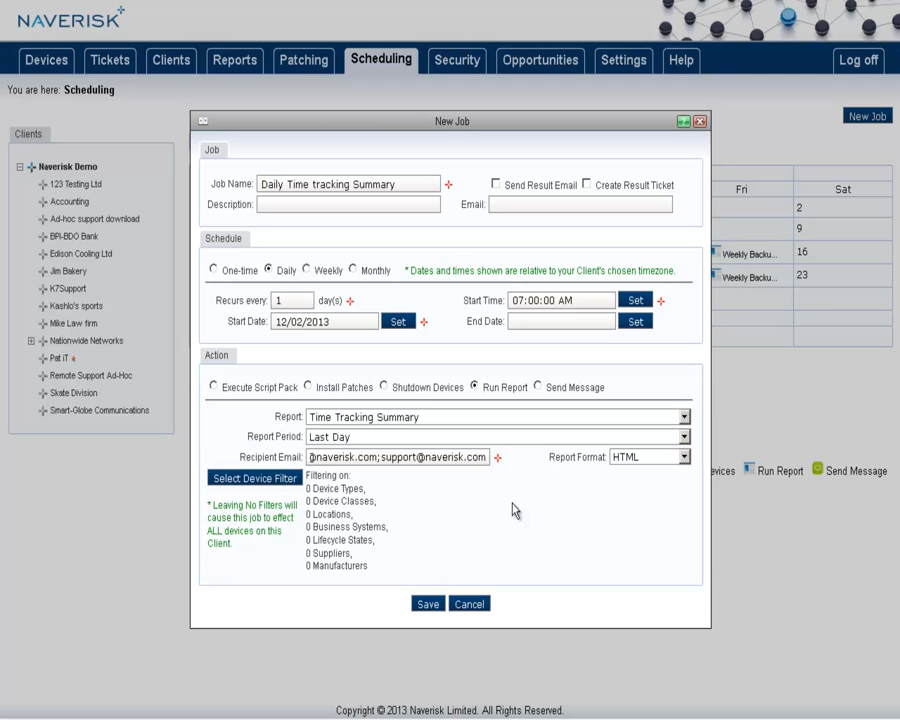 NAVERISK
Devices
Tickets
Clients
Reports
Patching
Scheduling
Security
Opportunities
Settings
Help
Log off
You are here: Scheduling
New Job
Clients
Naverisk Demo
123 Testing Ltd
Accounting
Ad-hoc support download
BPI-BDO Bank
Edison Cooling Ltd
Jim Bakery
K7Support
Kashlo's sports
Mike Law firm
Nationwide Networks
Pat iT *
Remote Support Ad-Hoc
Skate Division
Smart-Globe Communications
New Job
Job
Job Name: Daily Time tracking Summary
Send Result Email
Create Result Ticket
Description:
Email:
Schedule
One-time
Daily
Weekly
Monthly
* Dates and times shown are relative to your Client's chosen timezone.
Recurs every: 1 day(s)
Start Time: 07:00:00 AM Set
Start Date: 12/02/2013 Set
End Date: Set
Action
Execute Script Pack
Install Patches
Shutdown Devices
Run Report
Send Message
Report: Time Tracking Summary
Report Period: Last Day
Recipient Email: @naverisk.com;support@naverisk.com
Report Format: HTML
Select Device Filter
* Leaving No Filters will
cause this job to effect
ALL devices on this
Client.
Filtering on:
0 Device Types,
0 Device Classes,
0 Locations,
0 Business Systems,
0 Lifecycle States,
0 Suppliers,
0 Manufacturers
Save
Cancel
Fri
Sat
2
9
Weekly Backu... 16
Weekly Backu... 23
evices
Run Report
Send Message
Copyright © 2013 Naverisk Limited. All Rights Reserved.